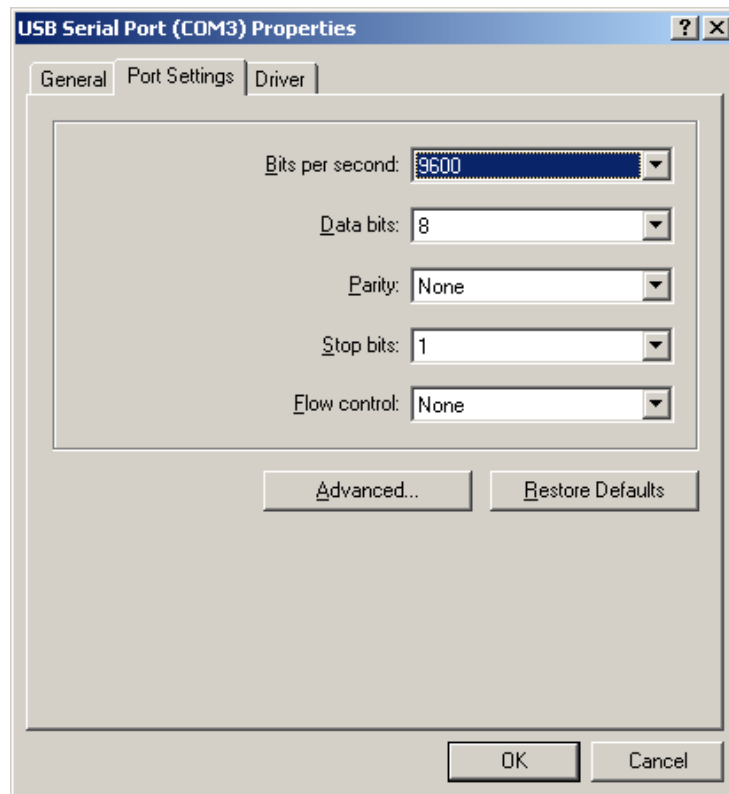 USB Serial Port (COM3) Properties
General Port Settings Driver
Bits per second: 9600
Data bits: 8
Parity: None
Stop bits: 1
Flow control: None
Advanced... Restore Defaults
OK Cancel